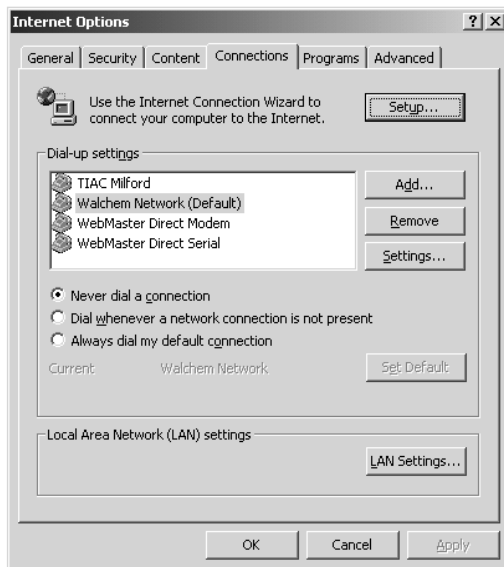 Internet Options
General Security Content Connections Programs Advanced
Use the Internet Connection Wizard to
connect your computer to the Internet.
Setup...
Dial-up settings
TIAC Milford
Walchem Network (Default)
WebMaster Direct Modem
WebMaster Direct Serial
Add...
Remove
Settings...
Never dial a connection
Dial whenever a network connection is not present
Always dial my default connection
Current Walchem Network Set Default
Local Area Network (LAN) settings
LAN Settings...
OK Cancel Apply